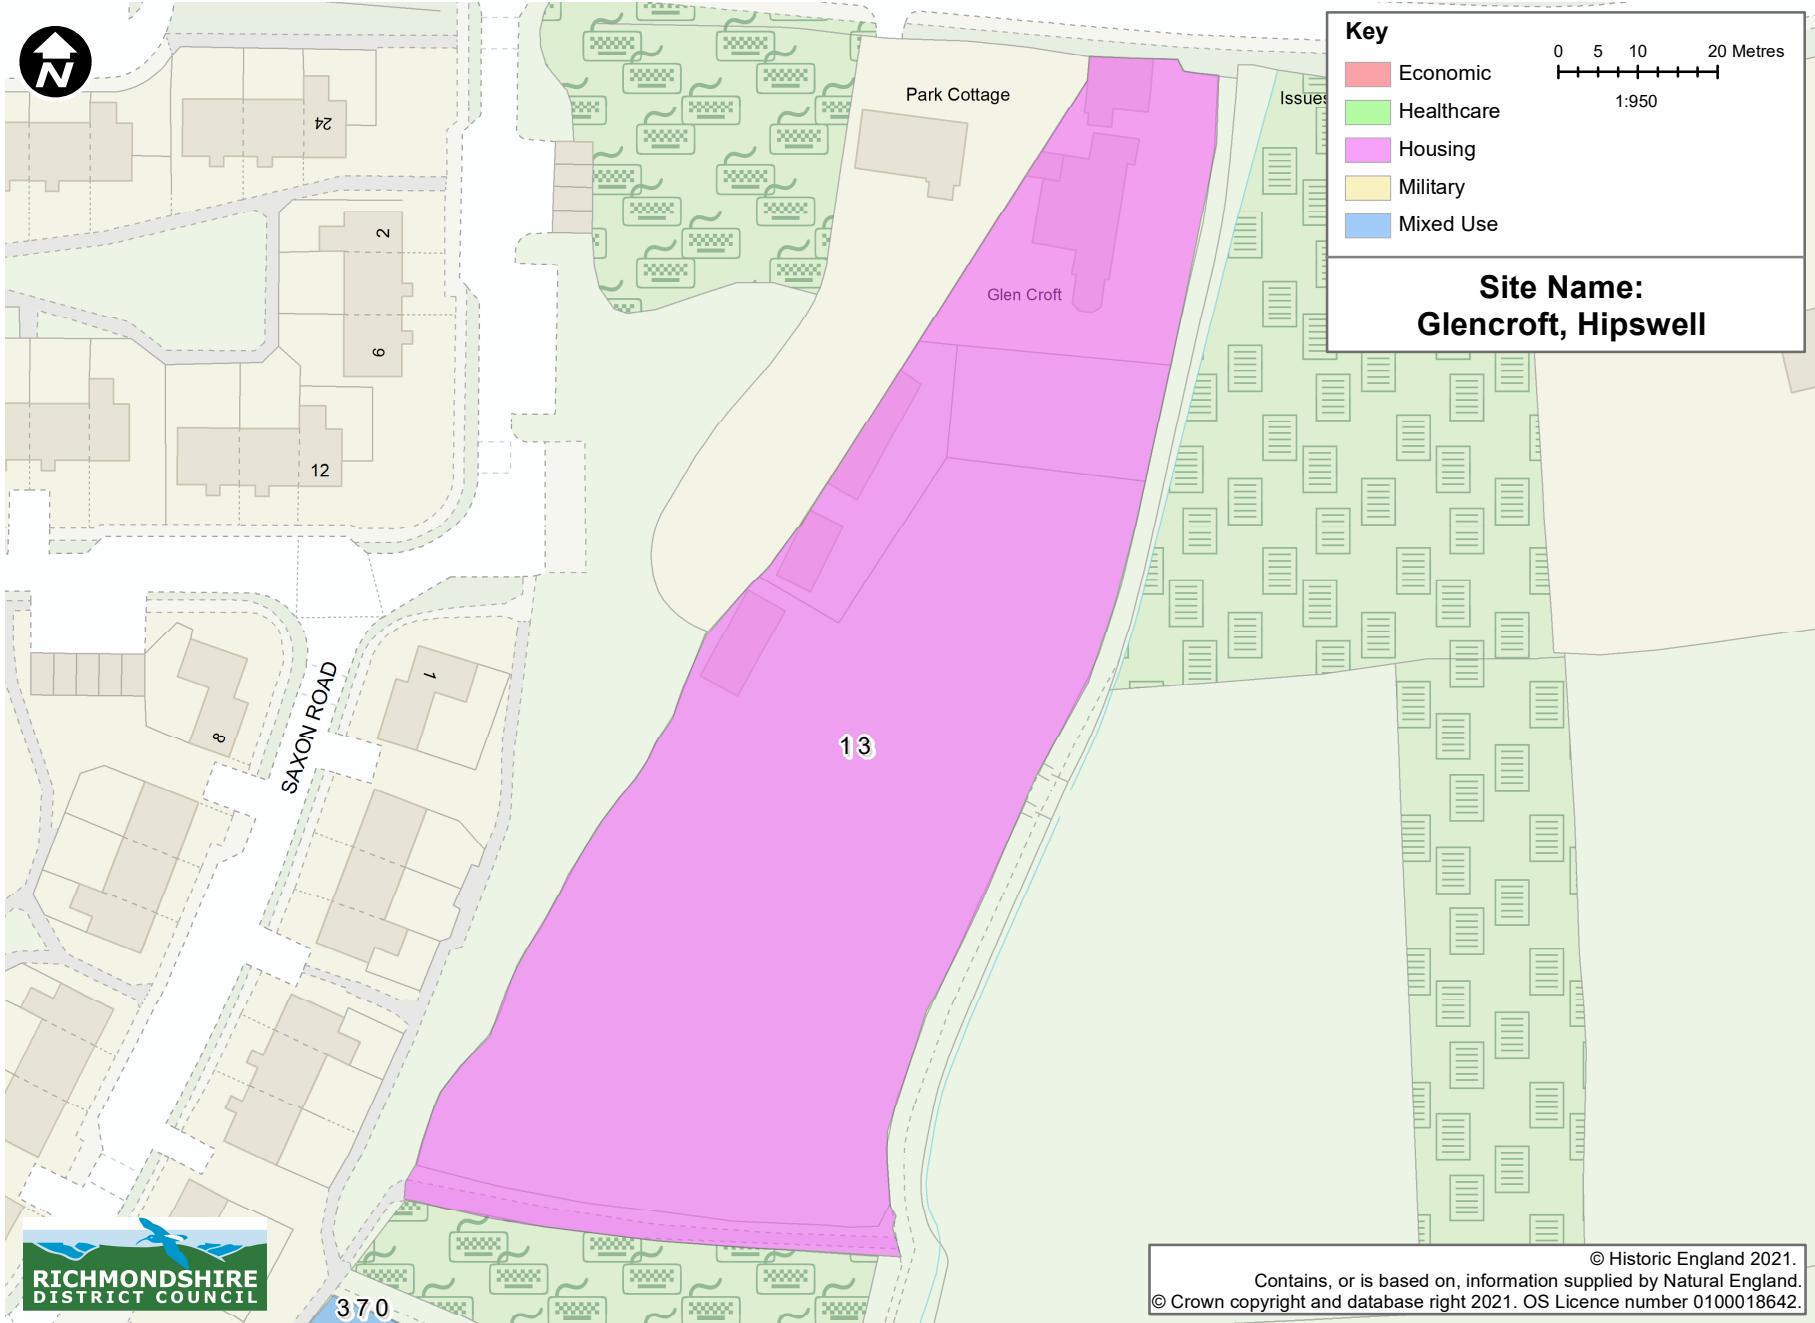 N
Key
Economic
Healthcare
Housing
Military
Mixed Use
0 5 10 20 Metres
1:950
Site Name:
Glencroft, Hipswell
Park Cottage
Issues
Glen Croft
24
2
6
12
1
8
SAXON ROAD
13
370
RICHMONDSHIRE
DISTRICT COUNCIL
© Historic England 2021.
Contains, or is based on, information supplied by Natural England.
© Crown copyright and database right 2021. OS Licence number 0100018642.